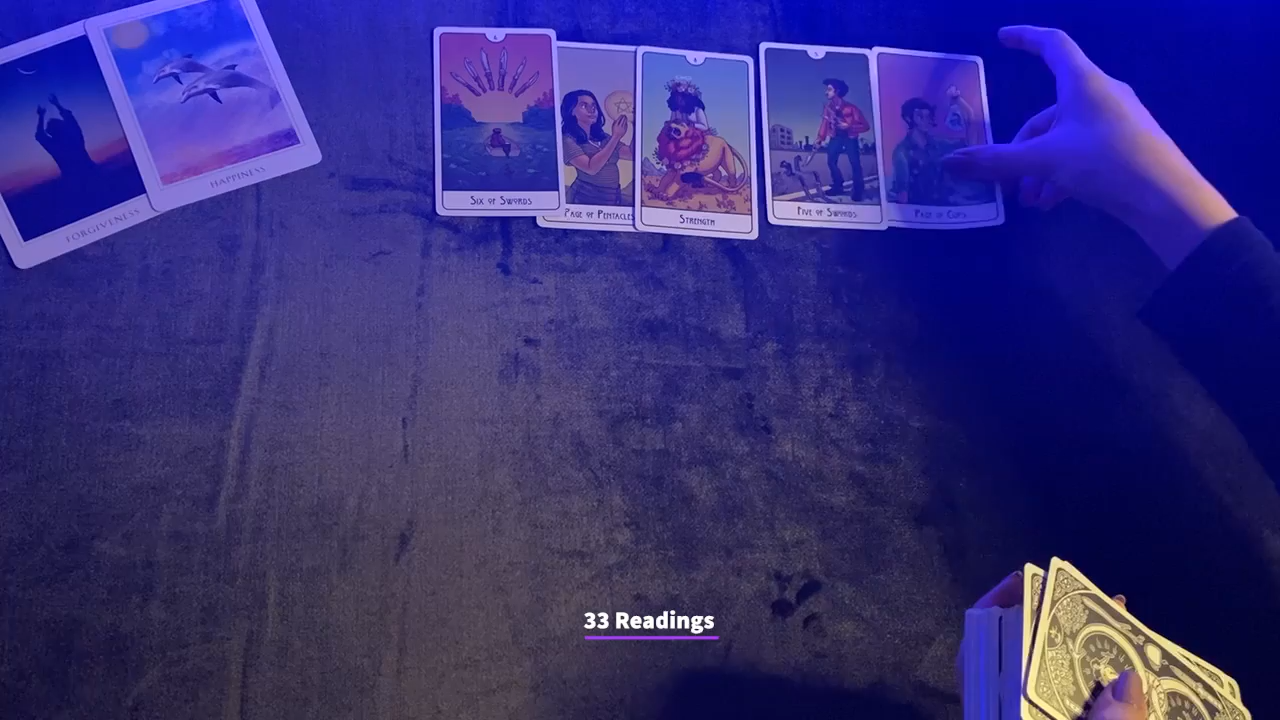 FORGIVENESS
HAPPINESS
SIX OF SWORDS
PAGE OF PENTACLES
STRENGTH
FIVE OF SWORDS
PAGE OF CUPS
33 Readings